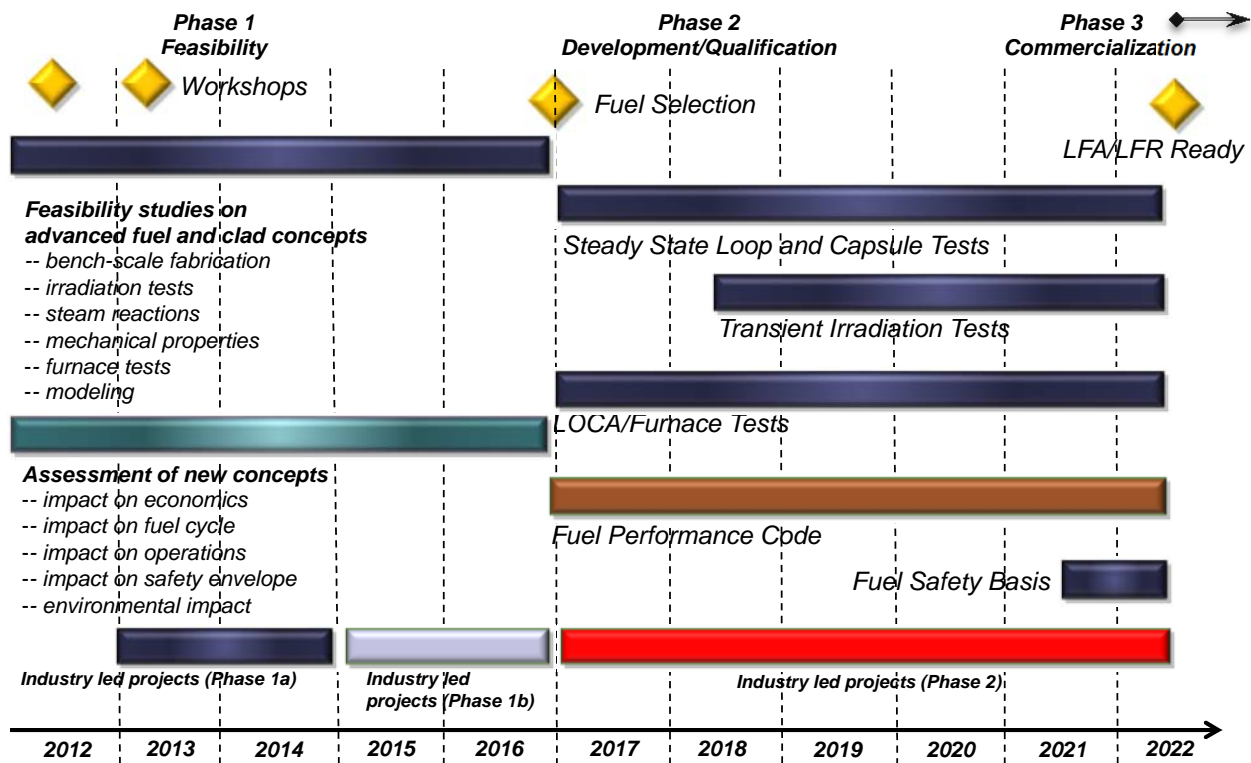 Phase 1
Feasibility
Phase 2
Development/Qualification
Phase 3
Commercialization
Workshops
Fuel Selection
LFA/LFR Ready
Feasibility studies on
advanced fuel and clad concepts
-- bench-scale fabrication
-- irradiation tests
-- steam reactions
-- mechanical properties
-- furnace tests
-- modeling
Steady State Loop and Capsule Tests
Transient Irradiation Tests
LOCA/Furnace Tests
Assessment of new concepts
-- impact on economics
-- impact on fuel cycle
-- impact on operations
-- impact on safety envelope
-- environmental impact
Fuel Performance Code
Fuel Safety Basis
Industry led projects (Phase 1a)
Industry led
projects (Phase 1b)
Industry led projects (Phase 2)
2012 2013 2014 2015 2016 2017 2018 2019 2020 2021 2022